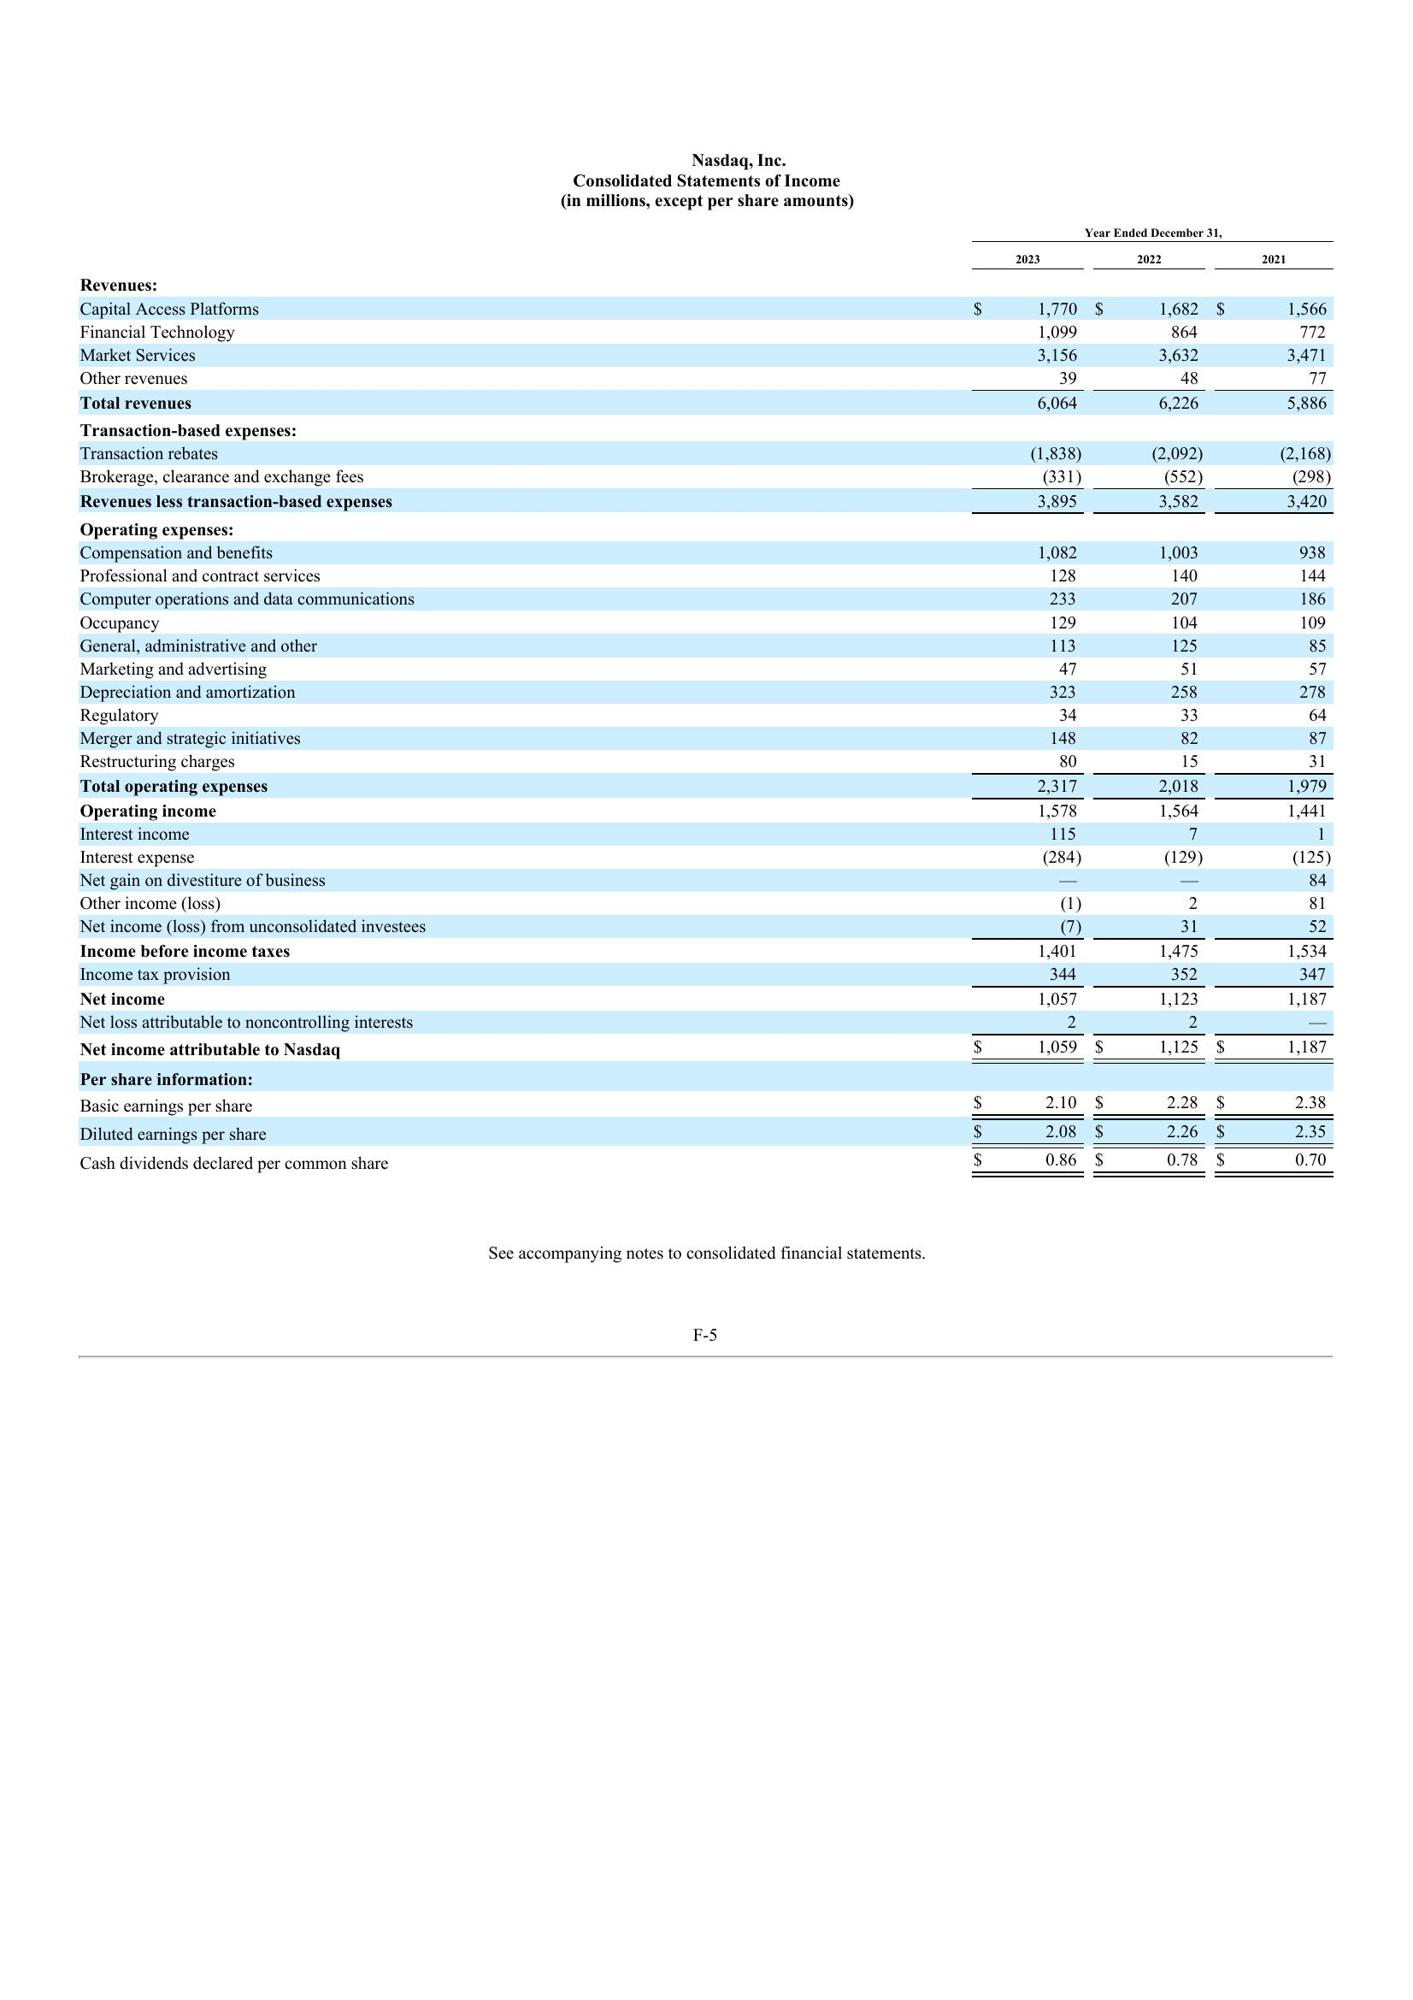 Nasdaq, Inc.
Consolidated Statements of Income
(in millions, except per share amounts)
Year Ended December 31,
2023 2022 2021
Revenues:
Capital Access Platforms $ 1,770 $ 1,682 $ 1,566
Financial Technology 1,099 864 772
Market Services 3,156 3,632 3,471
Other revenues 39 48 77
Total revenues 6,064 6,226 5,886
Transaction-based expenses:
Transaction rebates (1,838) (2,092) (2,168)
Brokerage, clearance and exchange fees (331) (552) (298)
Revenues less transaction-based expenses 3,895 3,582 3,420
Operating expenses:
Compensation and benefits 1,082 1,003 938
Professional and contract services 128 140 144
Computer operations and data communications 233 207 186
Occupancy 129 104 109
General, administrative and other 113 125 85
Marketing and advertising 47 51 57
Depreciation and amortization 323 258 278
Regulatory 34 33 64
Merger and strategic initiatives 148 82 87
Restructuring charges 80 15 31
Total operating expenses 2,317 2,018 1,979
Operating income 1,578 1,564 1,441
Interest income 115 7 1
Interest expense (284) (129) (125)
Net gain on divestiture of business — — 84
Other income (loss) (1) 2 81
Net income (loss) from unconsolidated investees (7) 31 52
Income before income taxes 1,401 1,475 1,534
Income tax provision 344 352 347
Net income 1,057 1,123 1,187
Net loss attributable to noncontrolling interests 2 2 —
Net income attributable to Nasdaq $ 1,059 $ 1,125 $ 1,187
Per share information:
Basic earnings per share $ 2.10 $ 2.28 $ 2.38
Diluted earnings per share $ 2.08 $ 2.26 $ 2.35
Cash dividends declared per common share $ 0.86 $ 0.78 $ 0.70
See accompanying notes to consolidated financial statements.
F-5